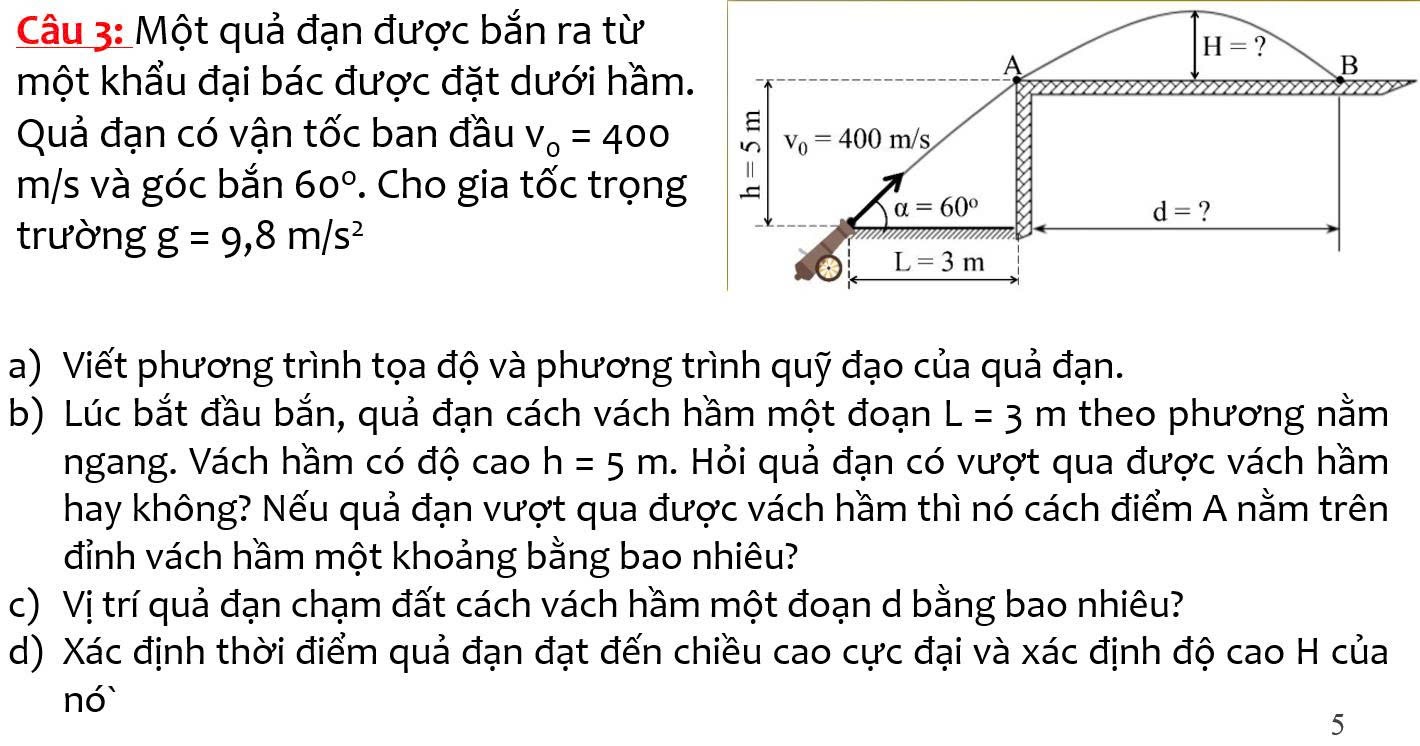 Câu 3: Một quả đạn được bắn ra từ
một khẩu đại bác được đặt dưới hầm.
Quả đạn có vận tốc ban đầu v₀ = 400
m/s và góc bắn 60º. Cho gia tốc trọng
trường g = 9,8 m/s²
H = ?
A
B
h = 5 m
v₀ = 400 m/s
α = 60º
d = ?
L = 3 m
a) Viết phương trình tọa độ và phương trình quỹ đạo của quả đạn.
b) Lúc bắt đầu bắn, quả đạn cách vách hầm một đoạn L = 3 m theo phương nằm
ngang. Vách hầm có độ cao h = 5 m. Hỏi quả đạn có vượt qua được vách hầm
hay không? Nếu quả đạn vượt qua được vách hầm thì nó cách điểm A nằm trên
đỉnh vách hầm một khoảng bằng bao nhiêu?
c) Vị trí quả đạn chạm đất cách vách hầm một đoạn d bằng bao nhiêu?
d) Xác định thời điểm quả đạn đạt đến chiều cao cực đại và xác định độ cao H của
nó`
5